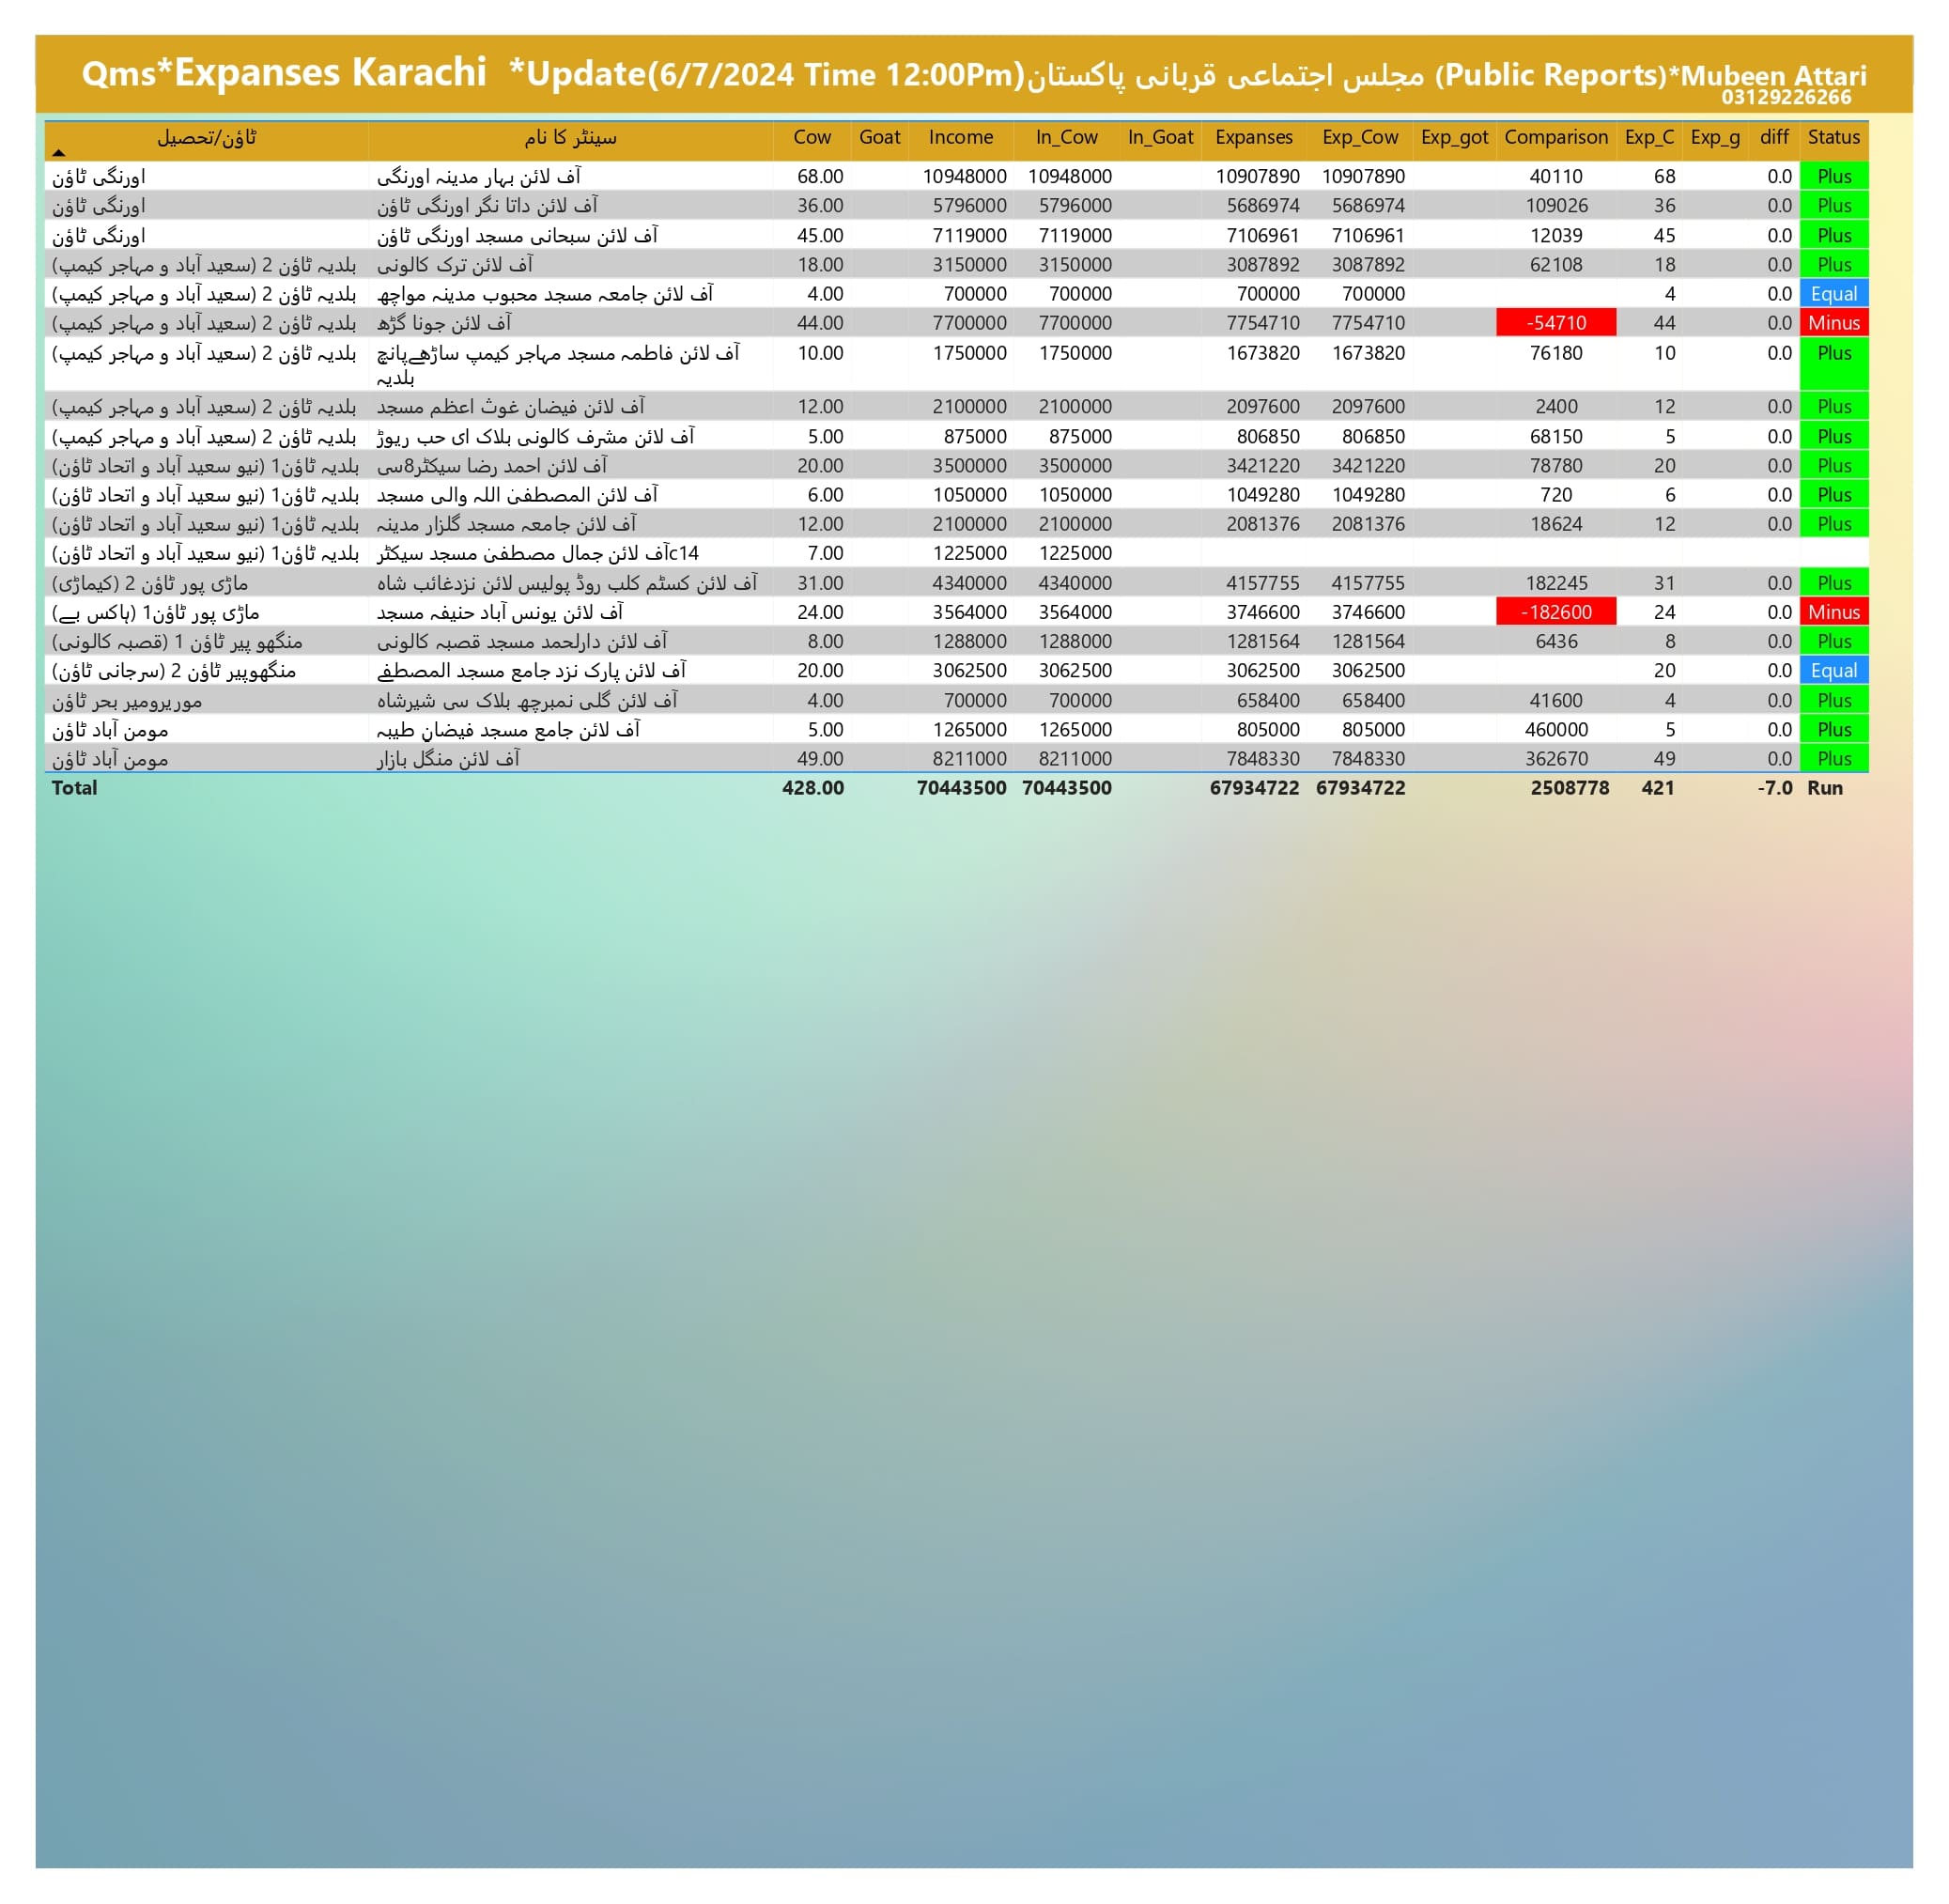 Qms*Expanses Karachi *Update(6/7/2024 Time 12:00Pm)مجلس اجتماعی قربانی پاکستان (Public Reports)*Mubeen Attari
03129226266
ٹاؤن/تحصیل سینٹر کا نام Cow Goat Income In_Cow In_Goat Expanses Exp_Cow Exp_got Comparison Exp_C Exp_g diff Status
اورنگی ٹاؤن آف لائن بہار مدینہ اورنگی 68.00 10948000 10948000 10907890 10907890 40110 68 0.0 Plus
اورنگی ٹاؤن آف لائن داتا نگر اورنگی ٹاؤن 36.00 5796000 5796000 5686974 5686974 109026 36 0.0 Plus
اورنگی ٹاؤن آف لائن سبحانی مسجد اورنگی ٹاؤن 45.00 7119000 7119000 7106961 7106961 12039 45 0.0 Plus
بلدیہ ٹاؤن 2 (سعید آباد و مہاجر کیمپ) آف لائن ترک کالونی 18.00 3150000 3150000 3087892 3087892 62108 18 0.0 Plus
بلدیہ ٹاؤن 2 (سعید آباد و مہاجر کیمپ) آف لائن جامعہ مسجد محبوب مدینہ مواچھ 4.00 700000 700000 700000 700000 4 0.0 Equal
بلدیہ ٹاؤن 2 (سعید آباد و مہاجر کیمپ) آف لائن جونا گڑھ 44.00 7700000 7700000 7754710 7754710 -54710 44 0.0 Minus
بلدیہ ٹاؤن 2 (سعید آباد و مہاجر کیمپ) آف لائن فاطمہ مسجد مہاجر کیمپ ساڑھےپانچ 10.00 1750000 1750000 1673820 1673820 76180 10 0.0 Plus
بلدیہ
بلدیہ ٹاؤن 2 (سعید آباد و مہاجر کیمپ) آف لائن فیضان غوث اعظم مسجد 12.00 2100000 2100000 2097600 2097600 2400 12 0.0 Plus
بلدیہ ٹاؤن 2 (سعید آباد و مہاجر کیمپ) آف لائن مشرف کالونی بلاک ای حب ریوڑ 5.00 875000 875000 806850 806850 68150 5 0.0 Plus
بلدیہ ٹاؤن1 (نیو سعید آباد و اتحاد ٹاؤن) آف لائن احمد رضا سیکٹر8سی 20.00 3500000 3500000 3421220 3421220 78780 20 0.0 Plus
بلدیہ ٹاؤن1 (نیو سعید آباد و اتحاد ٹاؤن) آف لائن المصطفیٰ اللہ والی مسجد 6.00 1050000 1050000 1049280 1049280 720 6 0.0 Plus
بلدیہ ٹاؤن1 (نیو سعید آباد و اتحاد ٹاؤن) آف لائن جامعہ مسجد گلزار مدینہ 12.00 2100000 2100000 2081376 2081376 18624 12 0.0 Plus
بلدیہ ٹاؤن1 (نیو سعید آباد و اتحاد ٹاؤن) آف لائن جمال مصطفیٰ مسجد سیکٹر c14 7.00 1225000 1225000
ماڑی پور ٹاؤن 2 (کیماڑی) آف لائن کسٹم کلب روڈ پولیس لائن نزدغائب شاہ 31.00 4340000 4340000 4157755 4157755 182245 31 0.0 Plus
ماڑی پور ٹاؤن1 (ہاکس بے) آف لائن یونس آباد حنیفہ مسجد 24.00 3564000 3564000 3746600 3746600 -182600 24 0.0 Minus
منگھو پیر ٹاؤن 1 (قصبہ کالونی) آف لائن دارلحمد مسجد قصبہ کالونی 8.00 1288000 1288000 1281564 1281564 6436 8 0.0 Plus
منگھوپیر ٹاؤن 2 (سرجانی ٹاؤن) آف لائن پارک نزد جامع مسجد المصطفٰے 20.00 3062500 3062500 3062500 3062500 20 0.0 Equal
موریرومیر بحر ٹاؤن آف لائن گلی نمبرچھ بلاک سی شیرشاہ 4.00 700000 700000 658400 658400 41600 4 0.0 Plus
مومن آباد ٹاؤن آف لائن جامع مسجد فیضانِ طیبہ 5.00 1265000 1265000 805000 805000 460000 5 0.0 Plus
مومن آباد ٹاؤن آف لائن منگل بازار 49.00 8211000 8211000 7848330 7848330 362670 49 0.0 Plus
Total 428.00 70443500 70443500 67934722 67934722 2508778 421 -7.0 Run